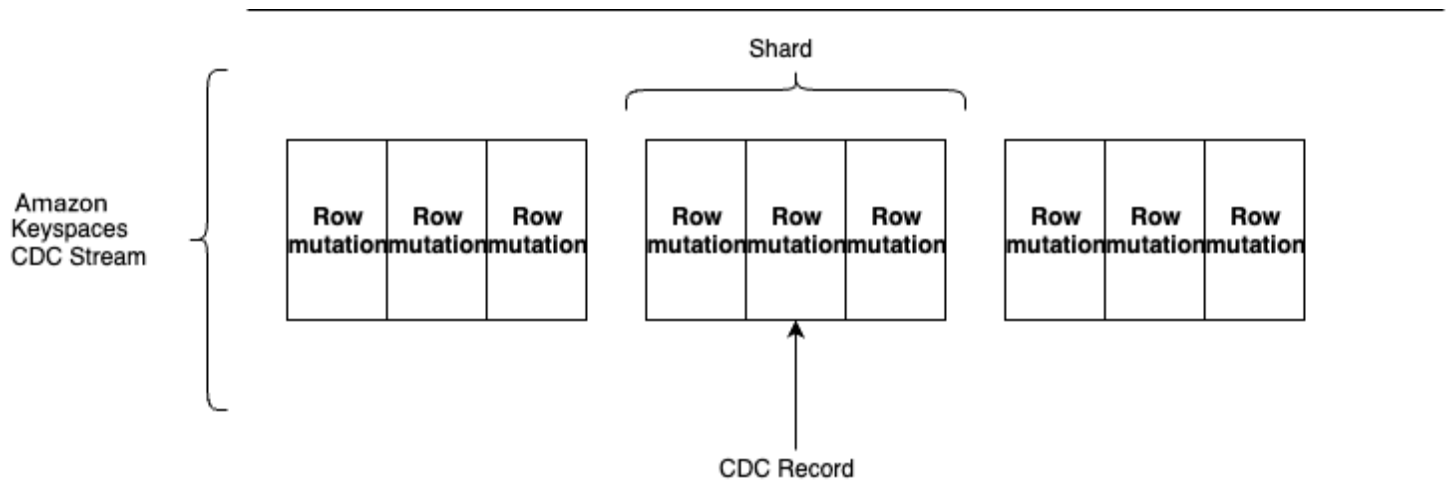 Shard
Amazon
Keyspaces
CDC Stream
Row Row Row Row Row Row Row Row Row
mutation mutation mutation mutation mutation mutation mutation mutation mutation
CDC Record